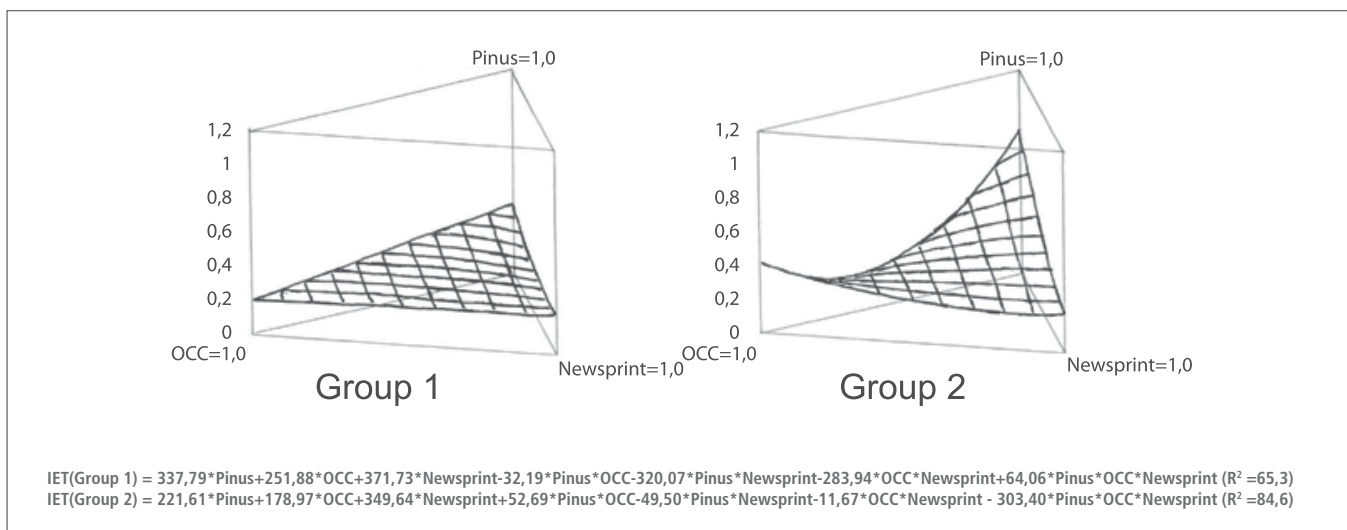 Pinus=1,0
1,2
1
0,8
0,6
0,4
0,2
0
OCC=1,0
Newsprint=1,0
Group 1
Pinus=1,0
1,2
1
0,8
0,6
0,4
0,2
0
OCC=1,0
Newsprint=1,0
Group 2
IET(Group 1) = 337,79*Pinus+251,88*OCC+371,73*Newsprint-32,19*Pinus*OCC-320,07*Pinus*Newsprint-283,94*OCC*Newsprint+64,06*Pinus*OCC*Newsprint (R² =65,3)
IET(Group 2) = 221,61*Pinus+178,97*OCC+349,64*Newsprint+52,69*Pinus*OCC-49,50*Pinus*Newsprint-11,67*OCC*Newsprint - 303,40*Pinus*OCC*Newsprint (R² =84,6)